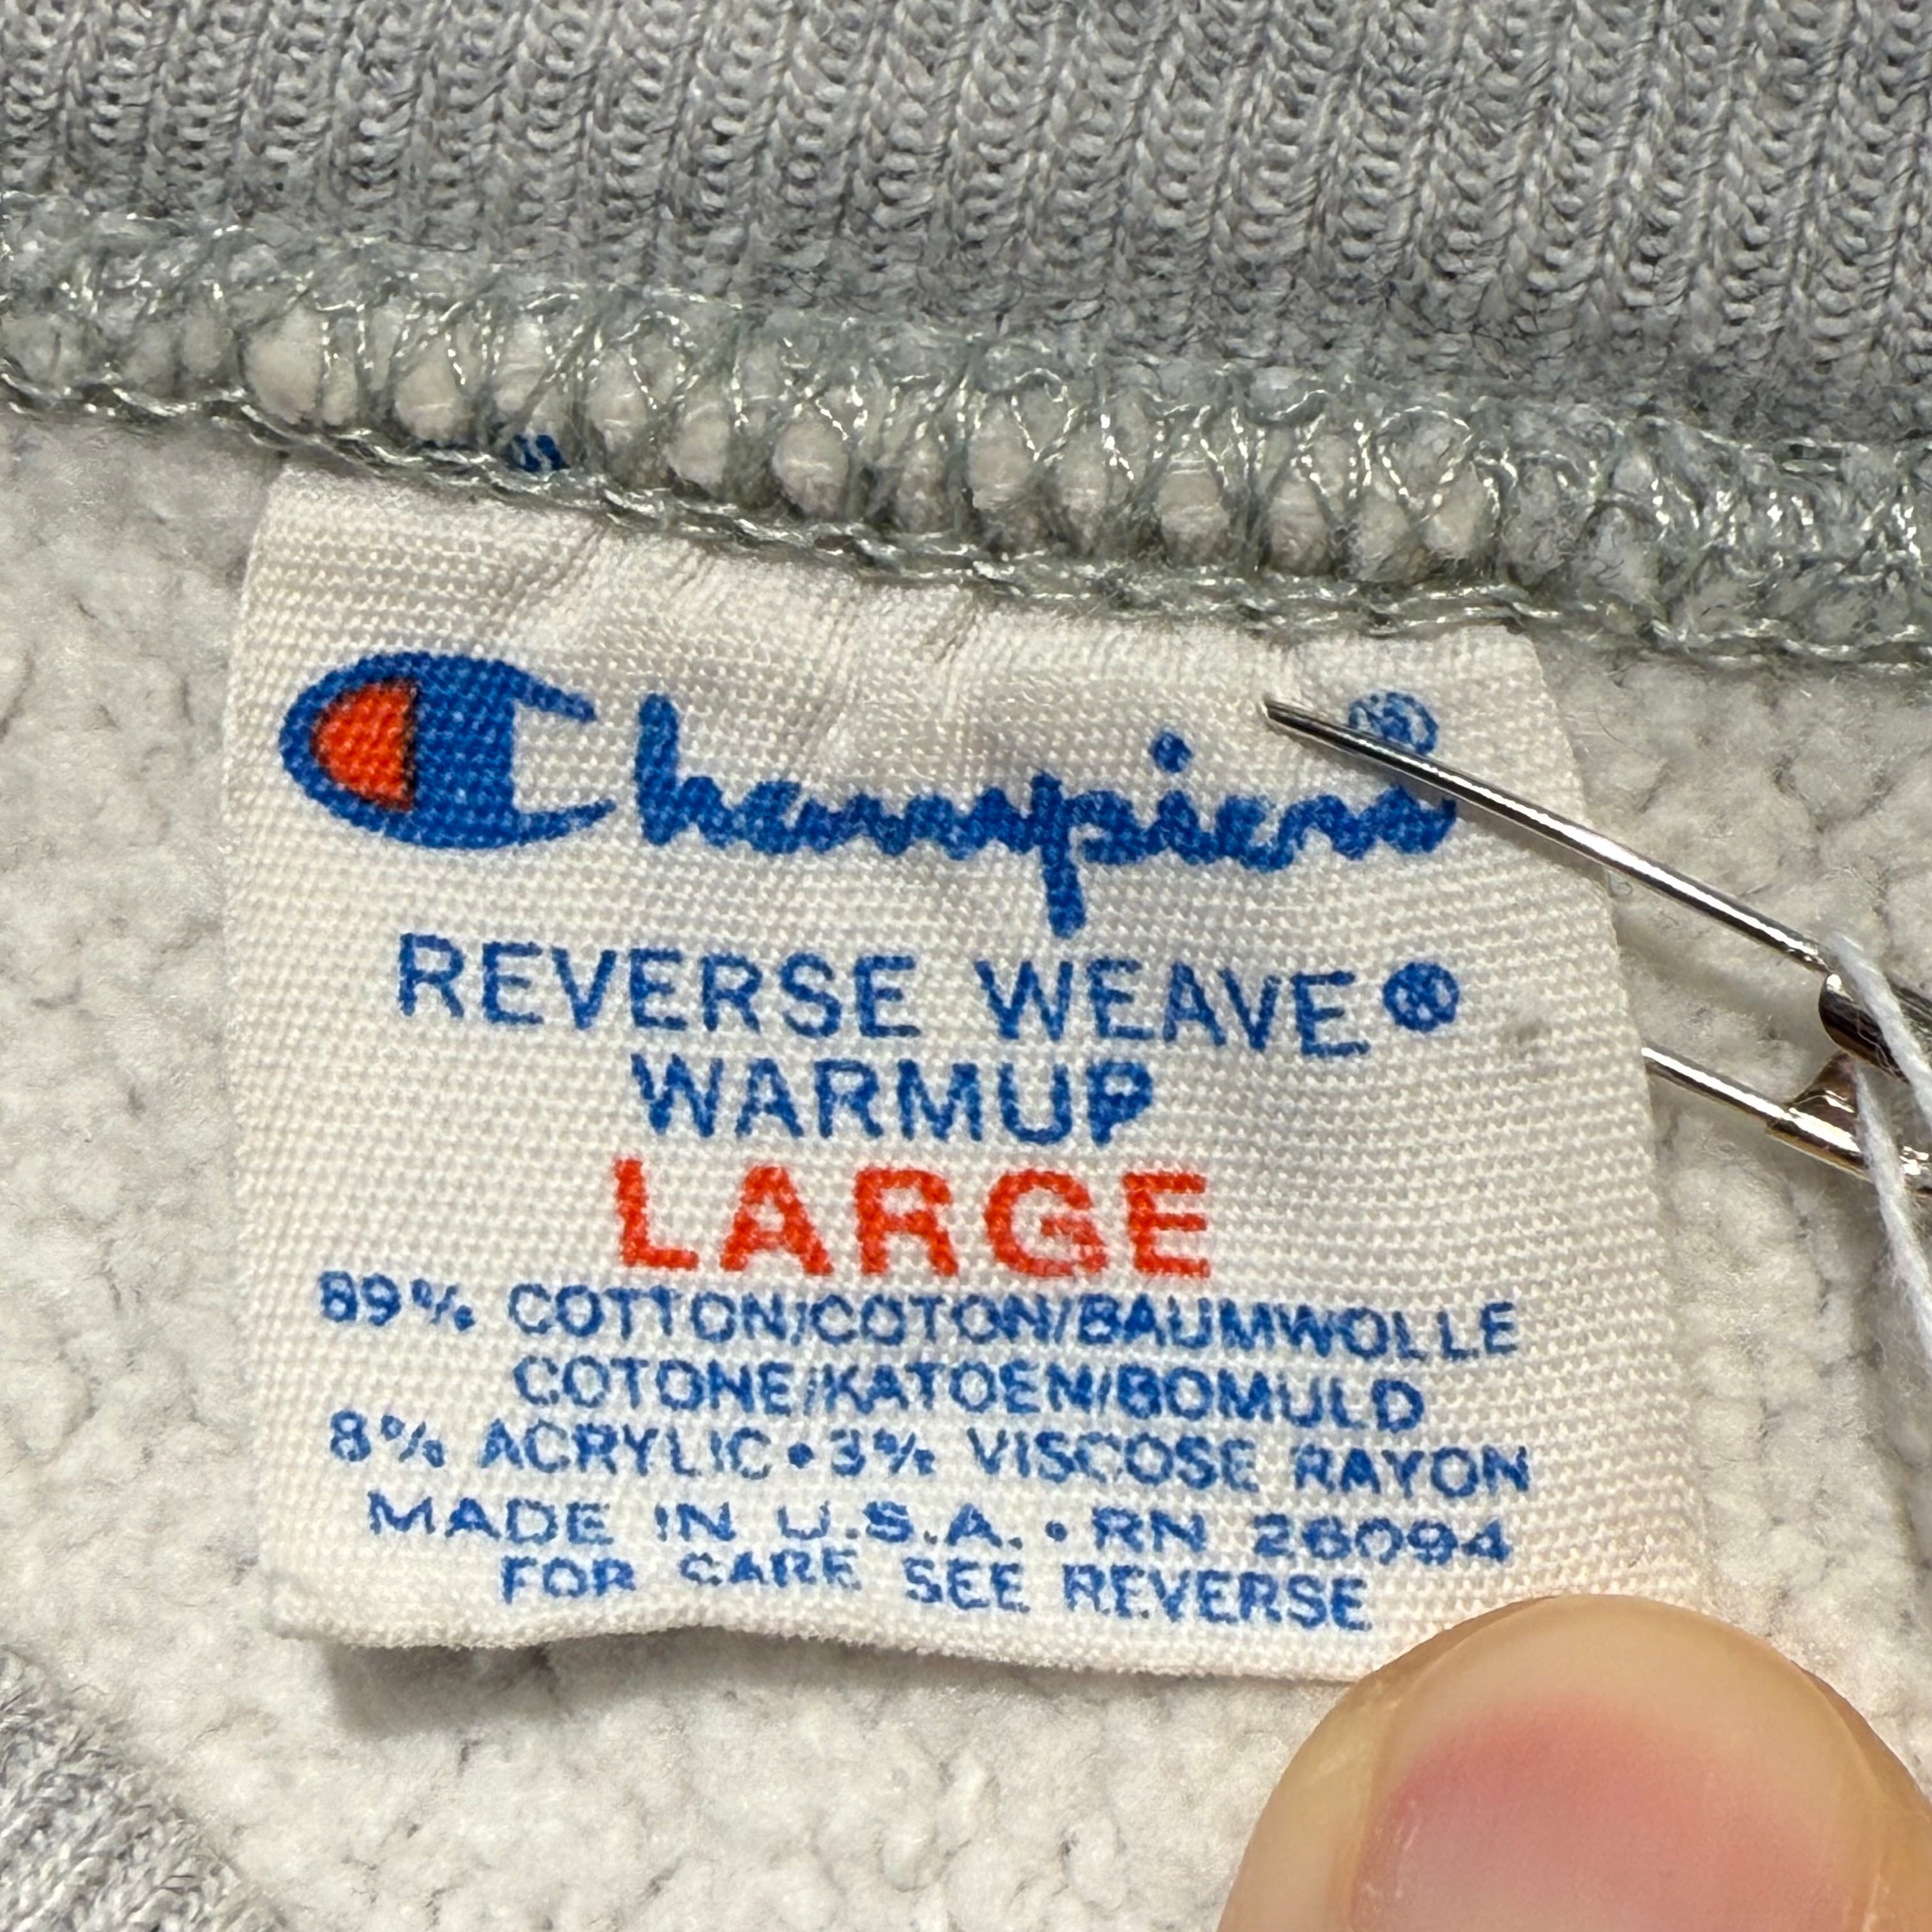 Champion®
REVERSE WEAVE®
WARMUP
LARGE
89% COTTON/COTON/BAUMWOLLE
COTONE/KATOEN/BOMULD
8% ACRYLIC•3% VISCOSE RAYON
MADE IN U.S.A.•RN 26094
FOR CARE SEE REVERSE